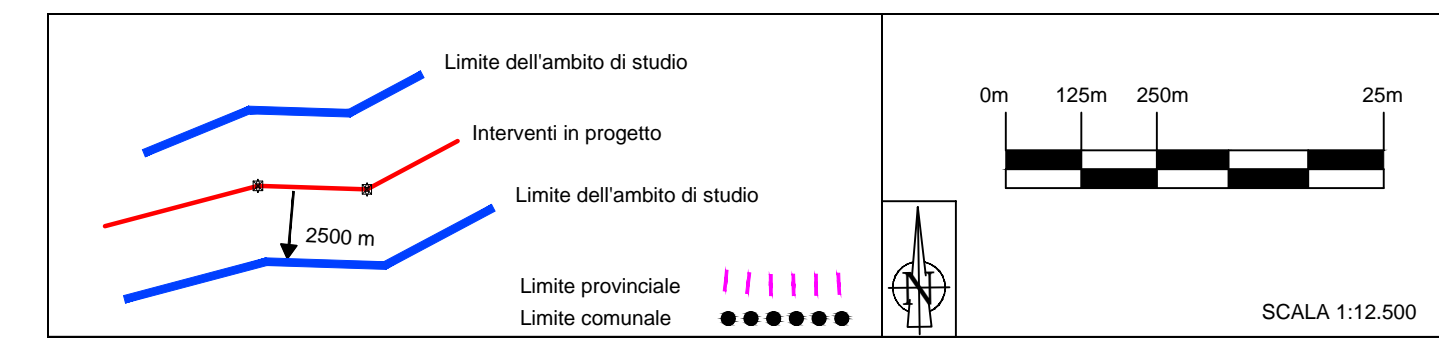 Limite dell'ambito di studio
Interventi in progetto
Limite dell'ambito di studio
2500 m
Limite provinciale
Limite comunale
0m 125m 250m 25m
N
SCALA 1:12.500